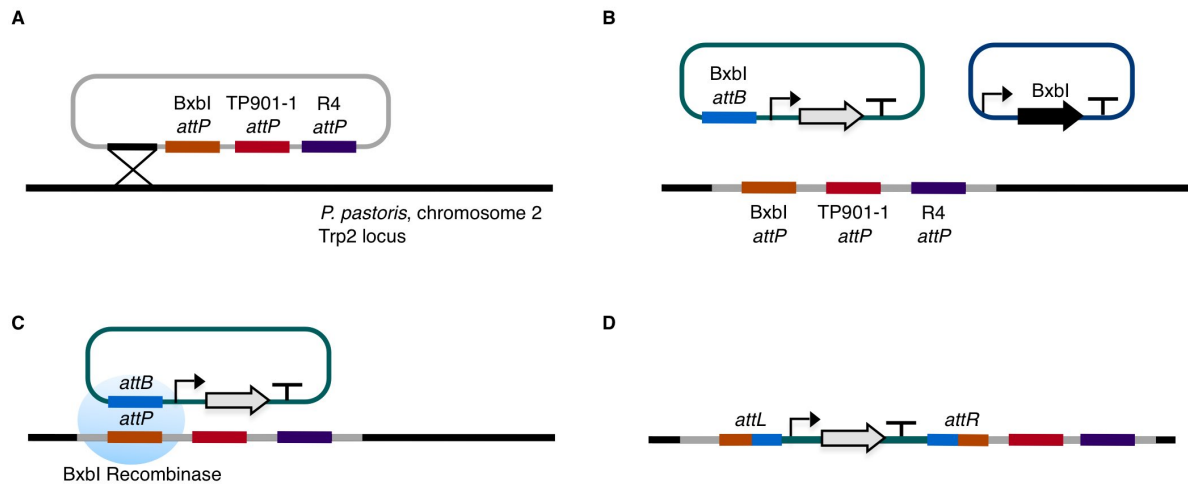 A
BxbI
attP
TP901-1
attP
R4
attP
P. pastoris, chromosome 2
Trp2 locus
B
BxbI
attB
BxbI
BxbI
attP
TP901-1
attP
R4
attP
C
attB
attP
BxbI Recombinase
D
attL
attR